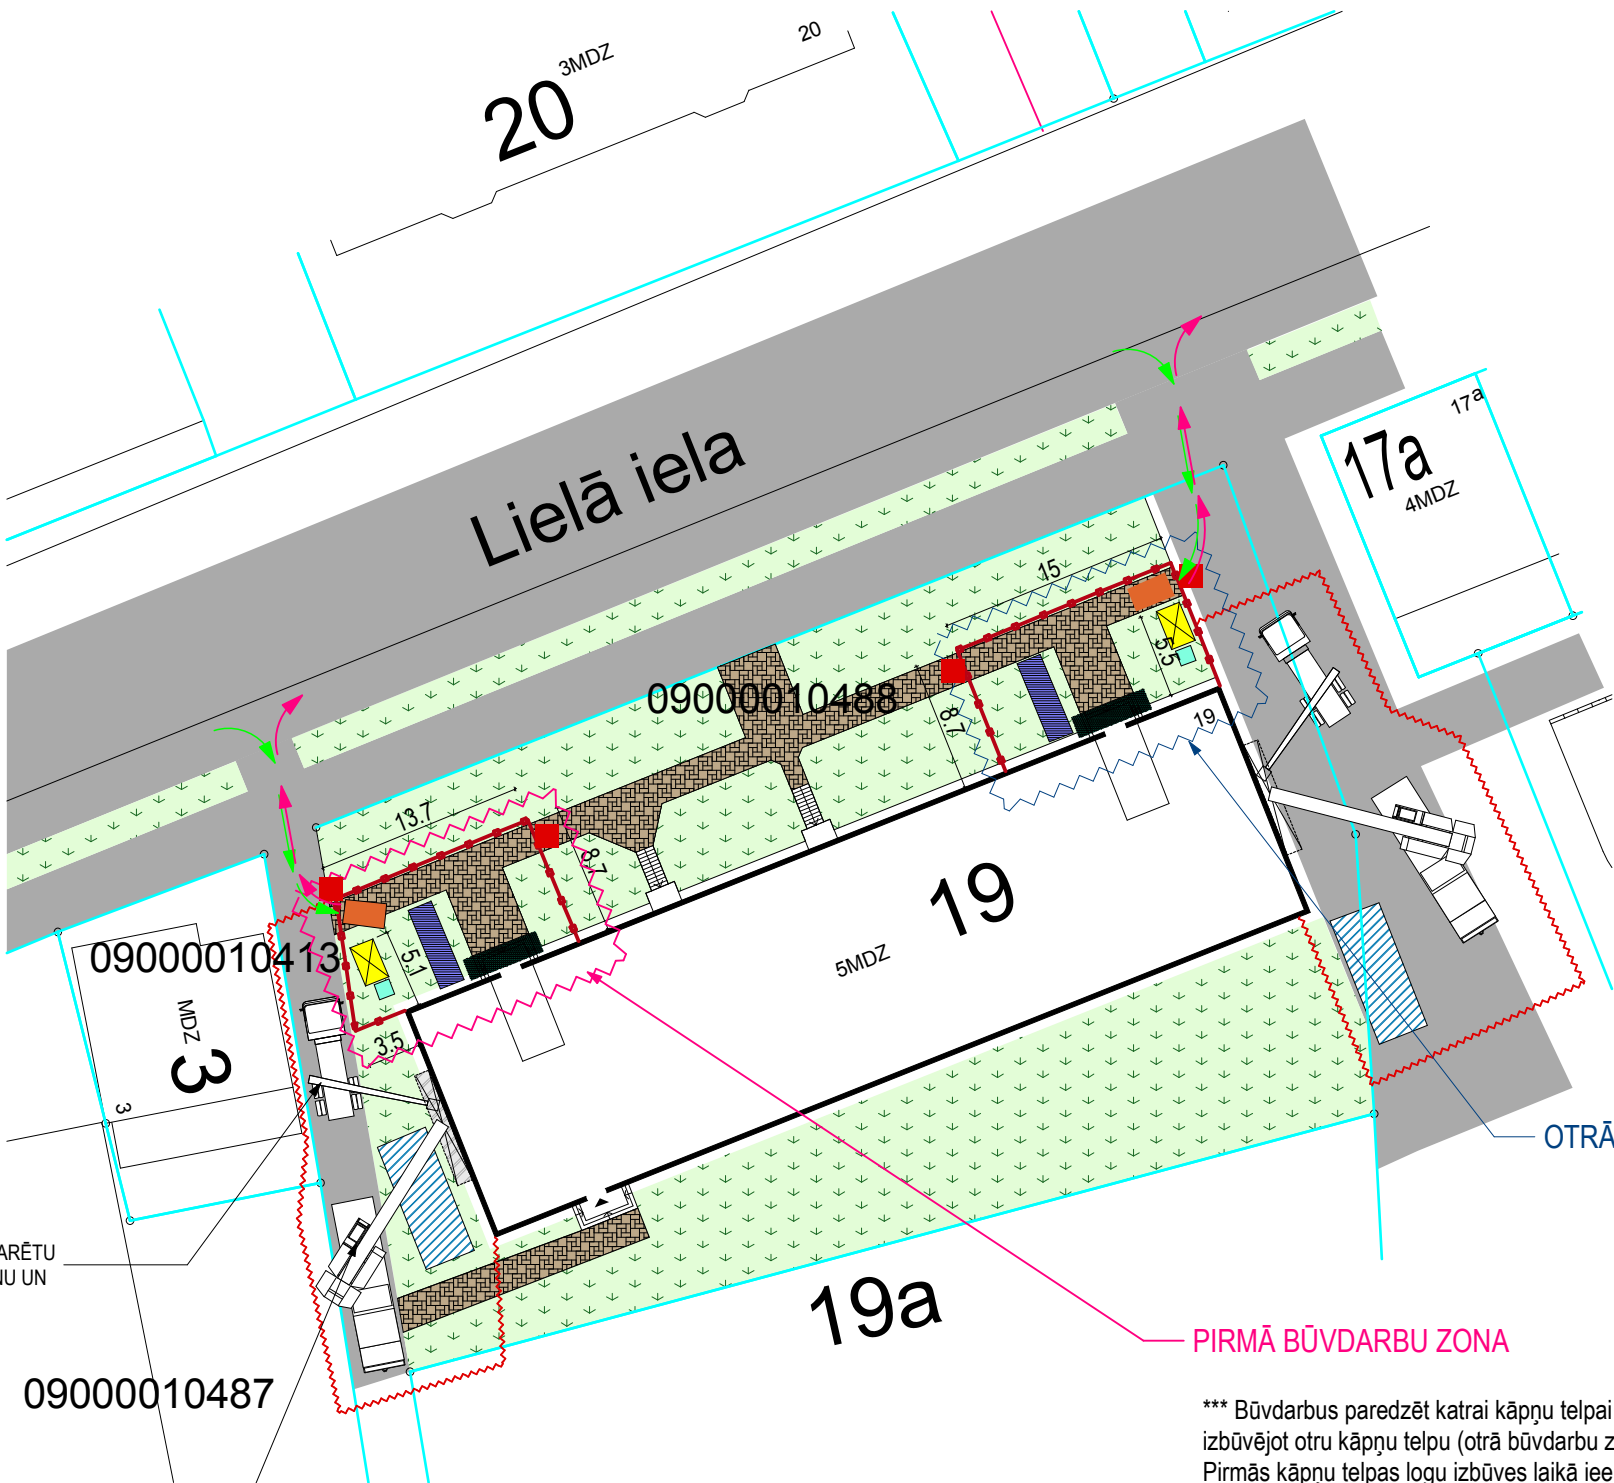 20
3MDZ
20
Lielā iela
17a
17a
4MDZ
15
5.5
09000010488
8.7
19
13.7
8.7
19
5MDZ
09000010413
5.1
3.5
MDZ
3
3
OTRĀ
ARĒTU
NU UN
19a
PIRMĀ BŪVDARBU ZONA
09000010487
*** Būvdarbus paredzēt katrai kāpņu telpai
izbūvējot otru kāpņu telpu (otrā būvdarbu z
Pirmās kāpņu telpas logu izbūves laikā iee